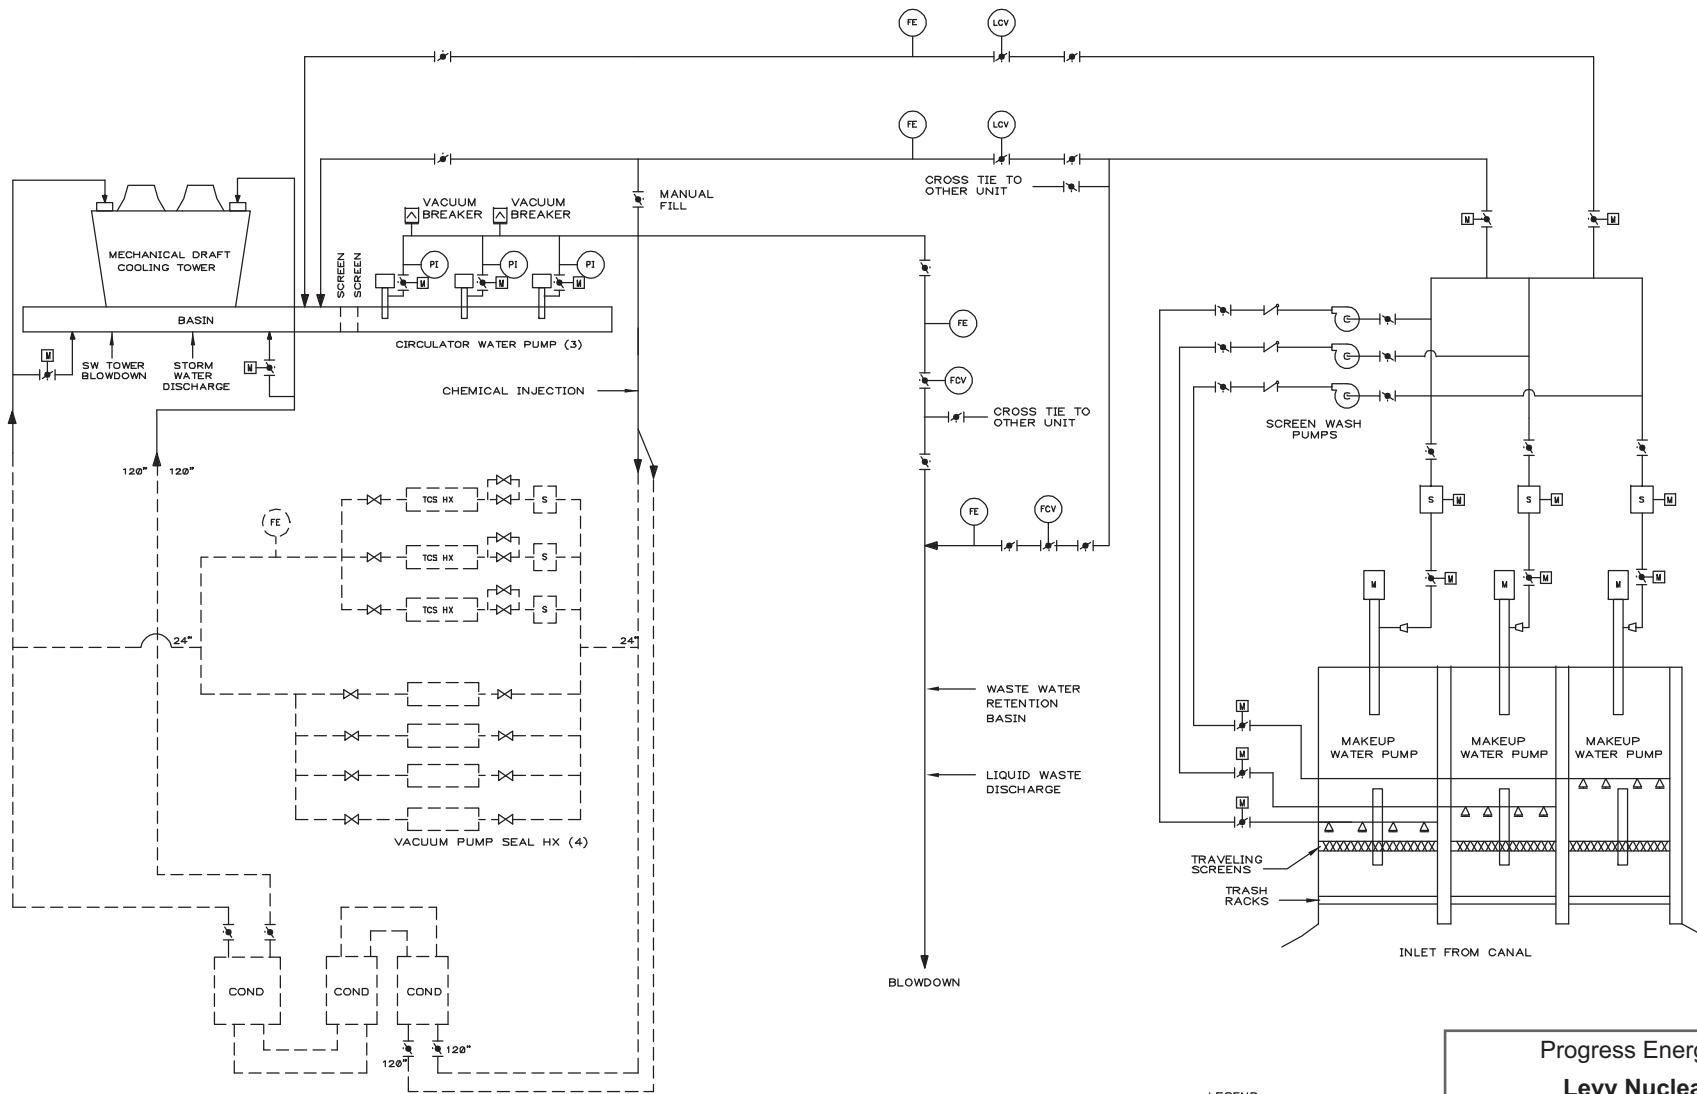 FE
LCV
FE
LCV
CROSS TIE TO
OTHER UNIT
MANUAL
FILL
VACUUM
BREAKER
VACUUM
BREAKER
M
M
MECHANICAL DRAFT
COOLING TOWER
SCREEN
SCREEN
PI
PI
PI
M
M
M
BASIN
CIRCULATOR WATER PUMP (3)
M
SW TOWER
BLOWDOWN
STORM
WATER
DISCHARGE
M
FE
FCV
CROSS TIE TO
OTHER UNIT
CHEMICAL INJECTION
C
C
C
SCREEN WASH
PUMPS
120"
120"
TCS HX
S
FE
TCS HX
S
TCS HX
S
FE
FCV
S
M
S
M
S
M
M
M
M
M
M
M
24"
24"
WASTE WATER
RETENTION
BASIN
LIQUID WASTE
DISCHARGE
M
M
M
MAKEUP
WATER PUMP
MAKEUP
WATER PUMP
MAKEUP
WATER PUMP
VACUUM PUMP SEAL HX (4)
TRAVELING
SCREENS
TRASH
RACKS
INLET FROM CANAL
BLOWDOWN
COND
COND
COND
120"
120"
Progress Energ
Levy Nuclea